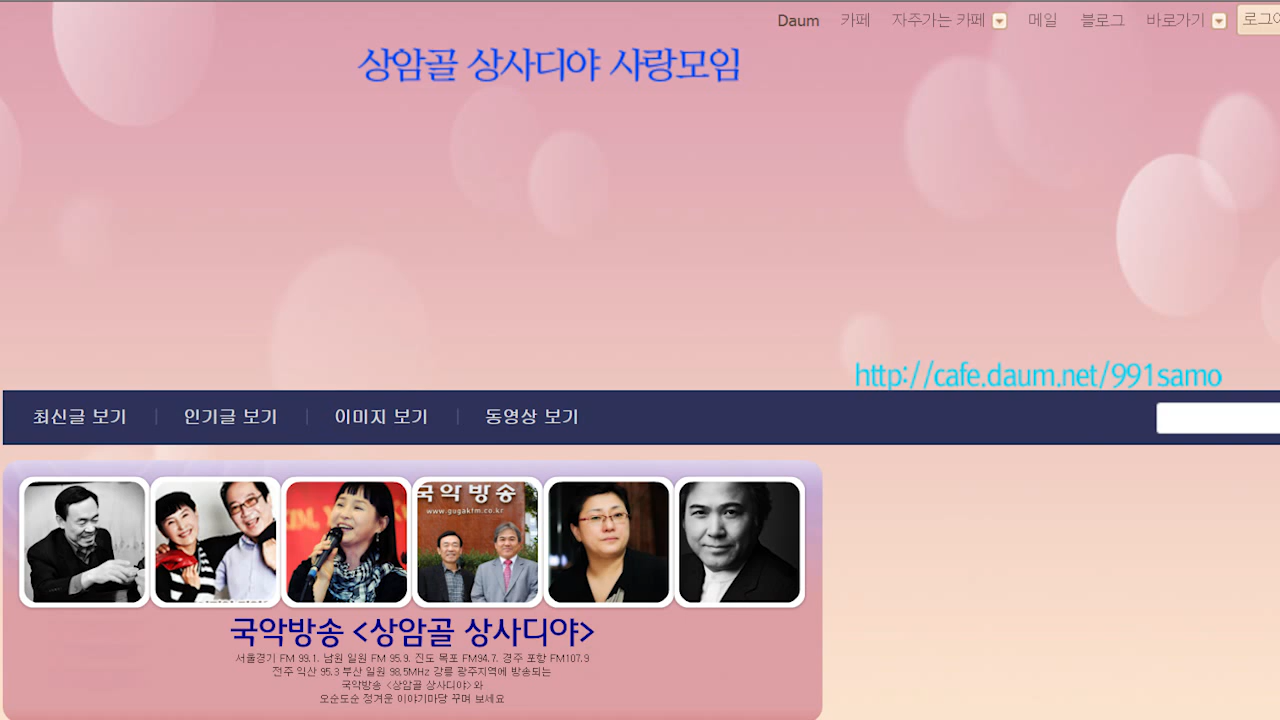 Daum 카페 자주가는 카페 메일 블로그 바로가기
상암골 상사디야 사랑모임
http://cafe.daum.net/991samo
최신글 보기 | 인기글 보기 | 이미지 보기 | 동영상 보기
국악방송
www.gugakfm.co.kr
국악방송 <상암골 상사디야>
서울경기 FM 99.1. 남원 일원 FM 95.9. 진도 목포 FM94.7. 경주 포항 FM107.9
전주 익산 95.3 부산 일원 98.5MHz 강릉 광주지역에 방송되는
국악방송 <상암골 상사디야>와
오순도순 정겨운 이야기마당 꾸며 보세요